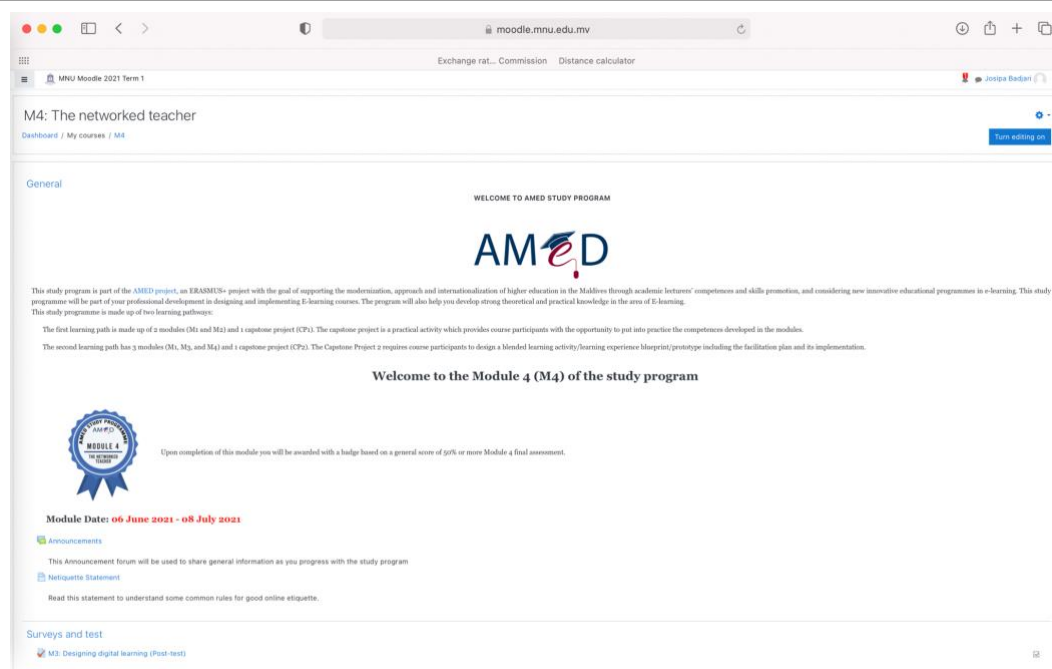 moodle.mnu.edu.mv
Exchange rat... Commission Distance calculator
MNU Moodle 2021 Term 1
Josipa Badjari
M4: The networked teacher
Dashboard / My courses / M4
Turn editing on
General
WELCOME TO AMED STUDY PROGRAM
AMeD
This study program is part of the AMED project, an ERASMUS+ project with the goal of supporting the modernization, approach and internationalization of higher education in the Maldives through academic lecturers' competences and skills promotion, and considering new innovative educational programmes in e-learning. This study
programme will be part of your professional development in designing and implementing E-learning courses. The program will also help you develop strong theoretical and practical knowledge in the area of E-learning.
This study programme is made up of two learning pathways:
The first learning path is made up of 2 modules (M1 and M2) and 1 capstone project (CP1). The capstone project is a practical activity which provides course participants with the opportunity to put into practice the competences developed in the modules.
The second learning path has 3 modules (M1, M3, and M4) and 1 capstone project (CP2). The Capstone Project 2 requires course participants to design a blended learning activity/learning experience blueprint/prototype including the facilitation plan and its implementation.
Welcome to the Module 4 (M4) of the study program
AMED STUDY PROGRAMME
AMeD
MODULE 4
THE NETWORKED
TEACHER
Upon completion of this module you will be awarded with a badge based on a general score of 50% or more Module 4 final assessment.
Module Date: 06 June 2021 - 08 July 2021
Announcements
This Announcement forum will be used to share general information as you progress with the study program
Netiquette Statement
Read this statement to understand some common rules for good online etiquette.
Surveys and test
M3: Designing digital learning (Post-test)